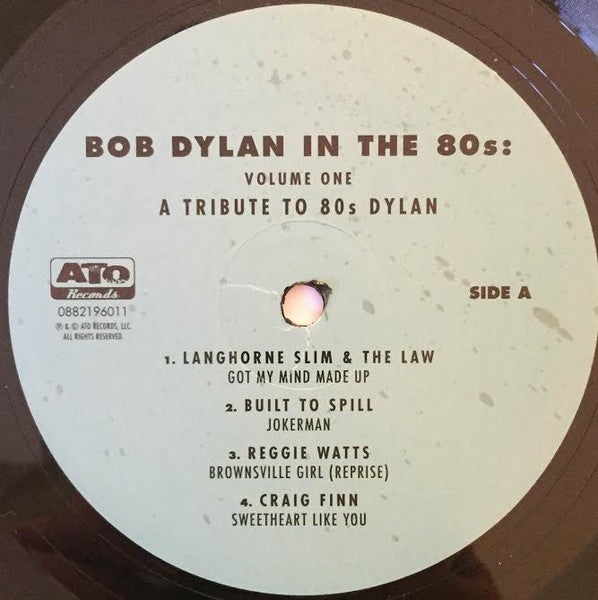 BOB DYLAN IN THE 80s:
VOLUME ONE
A TRIBUTE TO 80s DYLAN
ATO
Records
0882196011
℗ & © ATO RECORDS, LLC.
ALL RIGHTS RESERVED
SIDE A
1. LANGHORNE SLIM & THE LAW
GOT MY MIND MADE UP
2. BUILT TO SPILL
JOKERMAN
3. REGGIE WATTS
BROWNSVILLE GIRL (REPRISE)
4. CRAIG FINN
SWEETHEART LIKE YOU